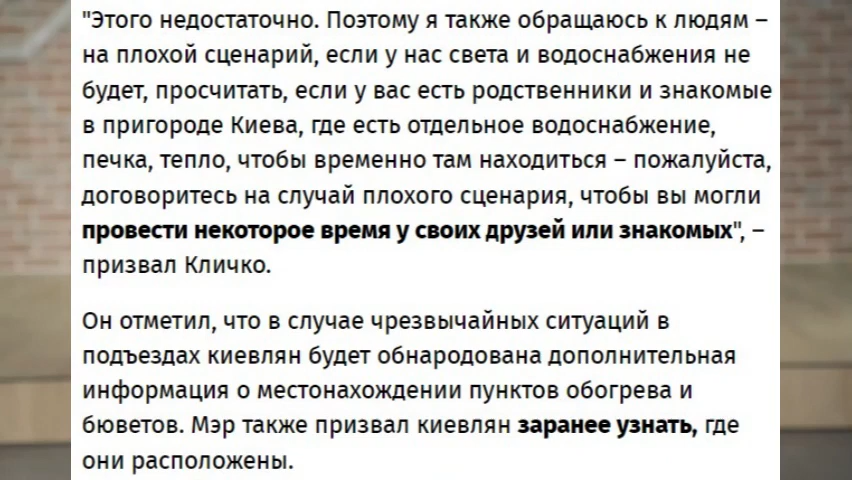 "Этого недостаточно. Поэтому я также обращаюсь к людям –
на плохой сценарий, если у нас света и водоснабжения не
будет, просчитать, если у вас есть родственники и знакомые
в пригороде Киева, где есть отдельное водоснабжение,
печка, тепло, чтобы временно там находиться – пожалуйста,
договоритесь на случай плохого сценария, чтобы вы могли
провести некоторое время у своих друзей или знакомых", –
призвал Кличко.
Он отметил, что в случае чрезвычайных ситуаций в
подъездах киевлян будет обнародована дополнительная
информация о местонахождении пунктов обогрева и
бюветов. Мэр также призвал киевлян заранее узнать, где
они расположены.